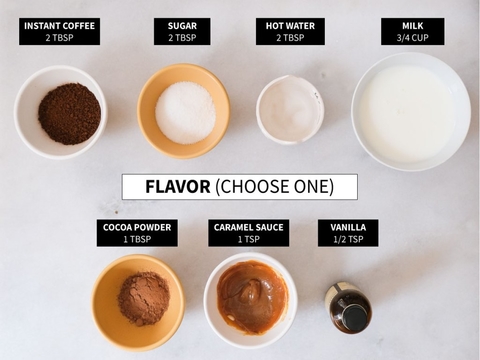 INSTANT COFFEE
2 TBSP
SUGAR
2 TBSP
HOT WATER
2 TBSP
MILK
3/4 CUP
FLAVOR (CHOOSE ONE)
COCOA POWDER
1 TBSP
CARAMEL SAUCE
1 TSP
VANILLA
1/2 TSP